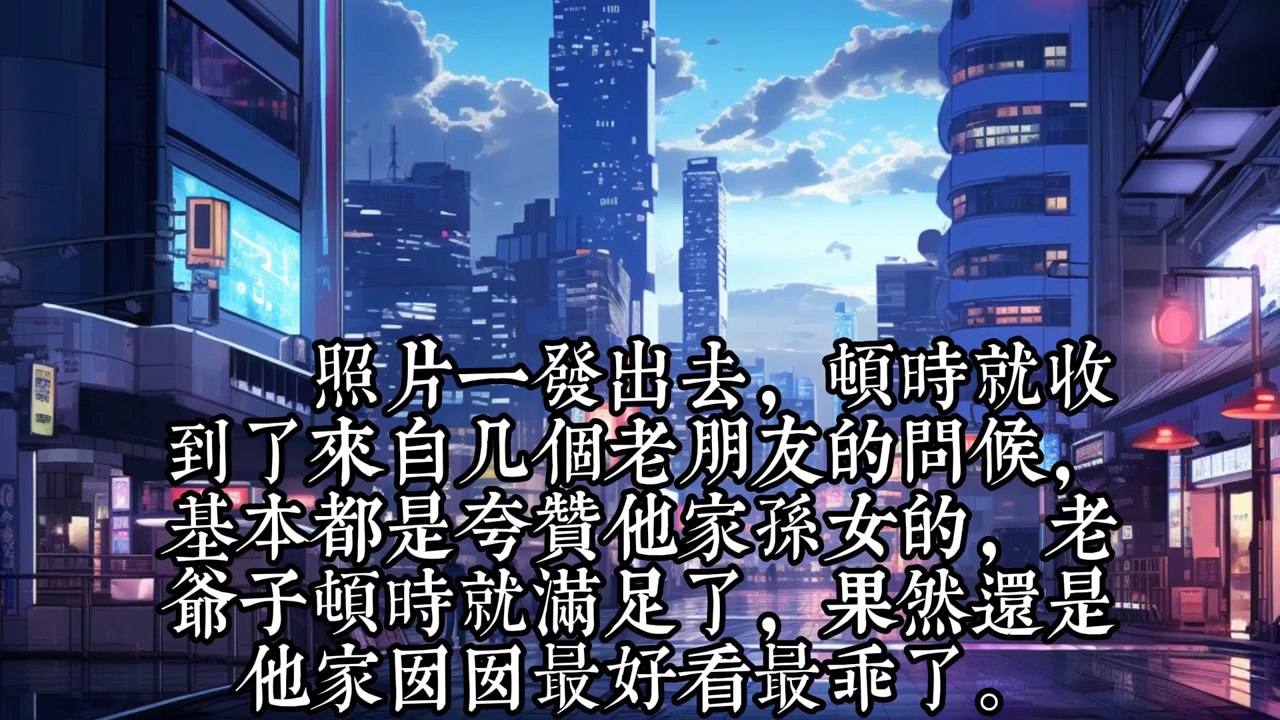 照片一發出去，頓時就收
到了來自几個老朋友的問候，
基本都是夸贊他家孫女的，老
爺子頓時就滿足了，果然還是
他家囡囡最好看最乖了。